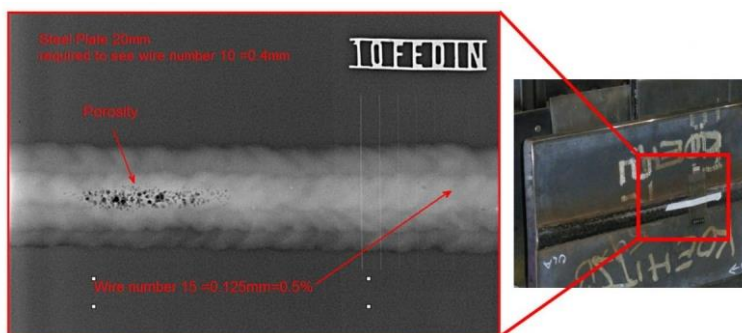 Steel Plate 20mm
required to see wire number 10 =0.4mm
10FEDIN
Porosity
Wire number 15 =0.125mm=0.5%